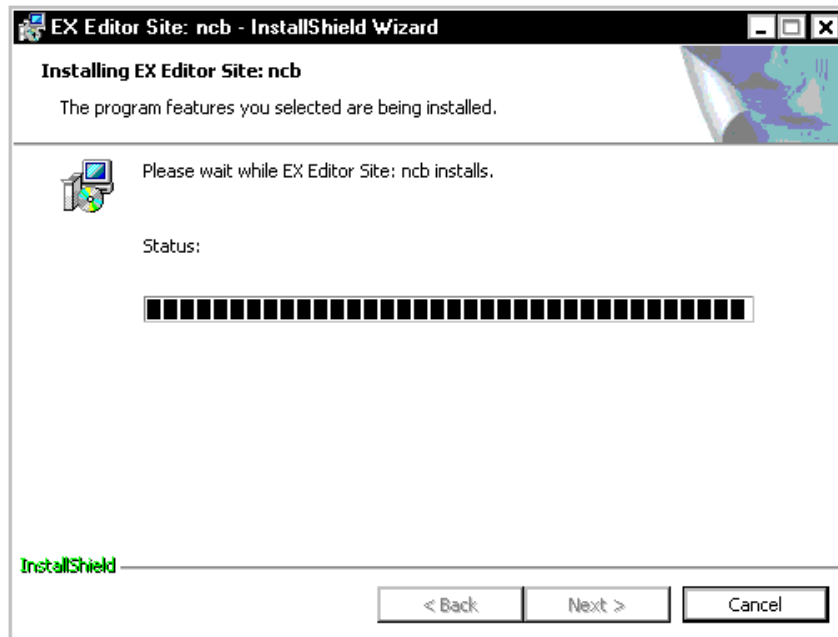 EX Editor Site: ncb - InstallShield Wizard
Installing EX Editor Site: ncb
The program features you selected are being installed.
Please wait while EX Editor Site: ncb installs.
Status:
InstallShield
< Back
Next >
Cancel